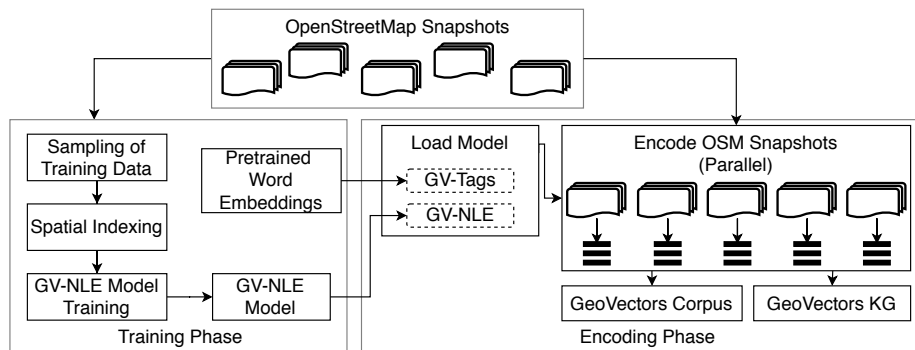 OpenStreetMap Snapshots
Sampling of
Training Data
Spatial Indexing
GV-NLE Model
Training
Pretrained
Word
Embeddings
GV-NLE
Model
Training Phase
Load Model
GV-Tags
GV-NLE
Encode OSM Snapshots
(Parallel)
GeoVectors Corpus
GeoVectors KG
Encoding Phase